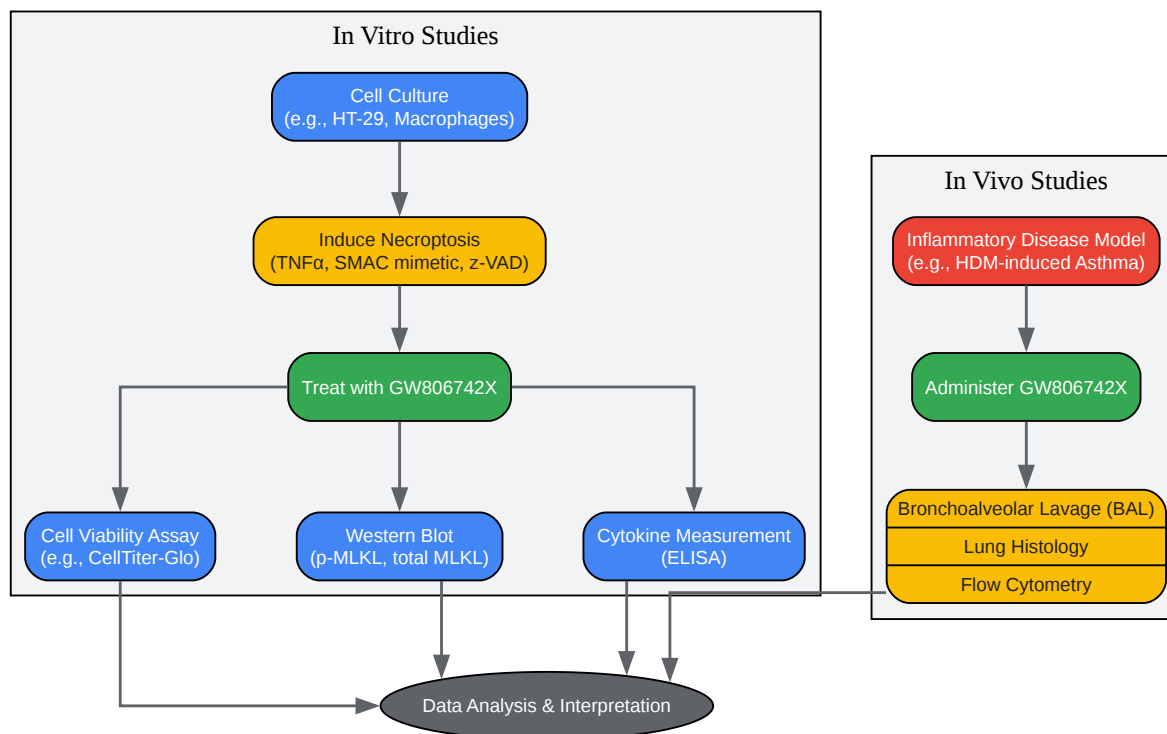 In Vitro Studies
Cell Culture
(e.g., HT-29, Macrophages)
Induce Necroptosis
(TNFα, SMAC mimetic, z-VAD)
Treat with GW806742X
Cell Viability Assay
(e.g., CellTiter-Glo)
Western Blot
(p-MLKL, total MLKL)
Cytokine Measurement
(ELISA)
In Vivo Studies
Inflammatory Disease Model
(e.g., HDM-induced Asthma)
Administer GW806742X
Bronchoalveolar Lavage (BAL)
Lung Histology
Flow Cytometry
Data Analysis & Interpretation